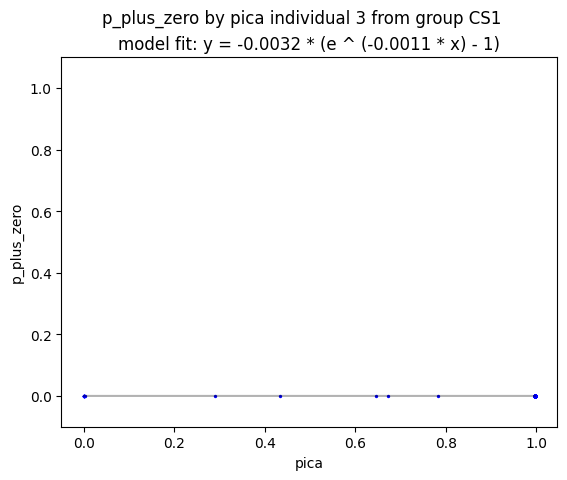 p_plus_zero by pica individual 3 from group CS1
model fit: y = -0.0032 * (e ^ (-0.0011 * x) - 1)
1.0
0.8
0.6
0.4
0.2
0.0
p_plus_zero
0.0 0.2 0.4 0.6 0.8 1.0
pica